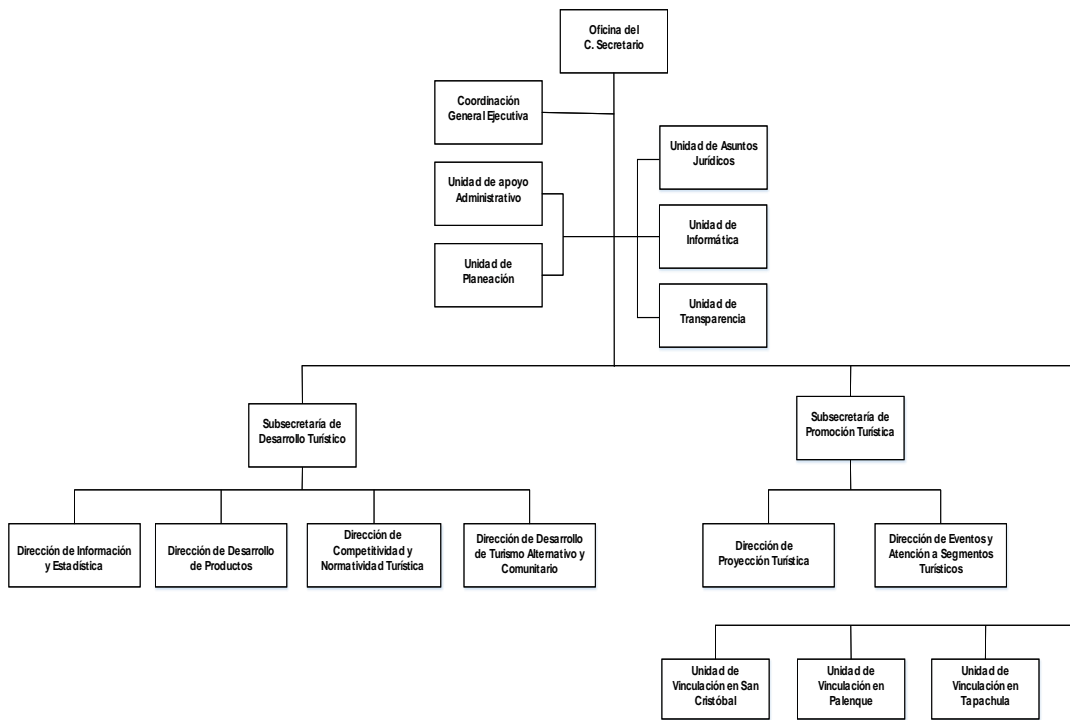 Oficina del
C. Secretario
Coordinación
General Ejecutiva
Unidad de Asuntos
Jurídicos
Unidad de apoyo
Administrativo
Unidad de
Informática
Unidad de
Planeación
Unidad de
Transparencia
Subsecretaría de
Desarrollo Turístico
Subsecretaría de
Promoción Turística
Dirección de Información
y Estadística
Dirección de Desarrollo
de Productos
Dirección de
Competitividad y
Normatividad Turística
Dirección de Desarrollo
de Turismo Alternativo y
Comunitario
Dirección de
Proyección Turística
Dirección de Eventos y
Atención a Segmentos
Turísticos
Unidad de
Vinculación en San
Cristóbal
Unidad de
Vinculación en
Palenque
Unidad de
Vinculación en
Tapachula